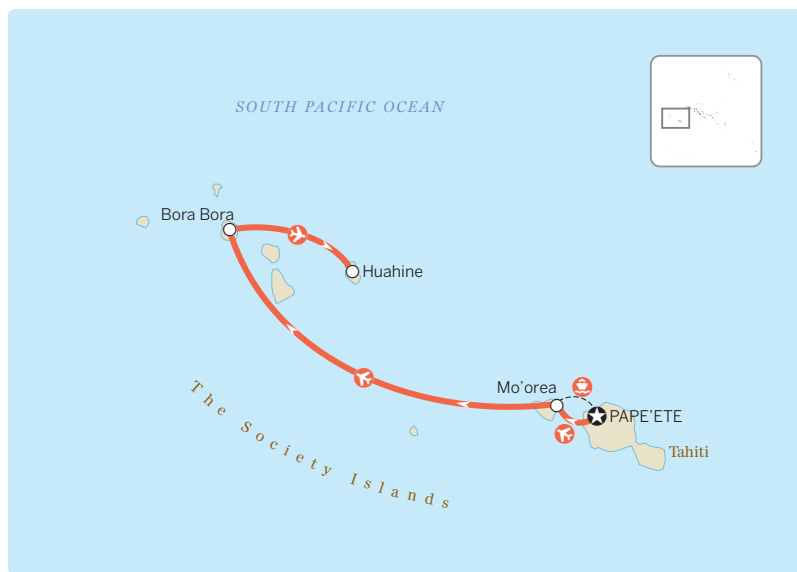 SOUTH PACIFIC OCEAN
Bora Bora
Huahine
Mo'orea
PAPE'ETE
Tahiti
The Society Islands